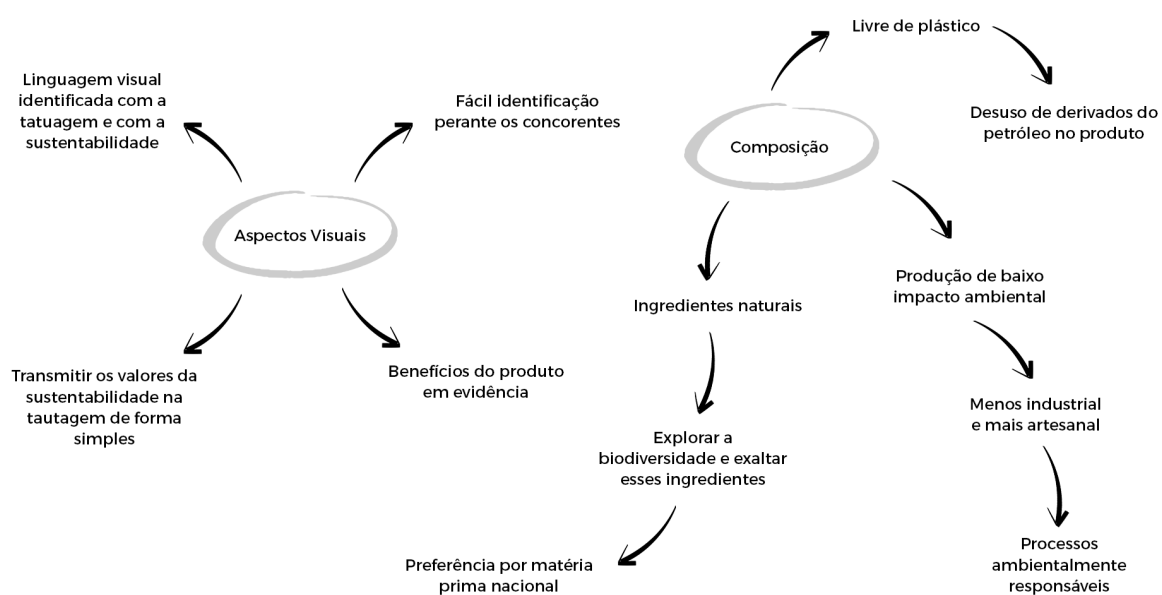 Linguagem visual
identificada com a
tatuagem e com a
sustentabilidade
Fácil identificação
perante os concorentes
Aspectos Visuais
Transmitir os valores da
sustentabilidade na
tautagem de forma
simples
Benefícios do produto
em evidência
Livre de plástico
Desuso de derivados do
petróleo no produto
Composição
Ingredientes naturais
Explorar a
biodiversidade e exaltar
esses ingredientes
Preferência por matéria
prima nacional
Produção de baixo
impacto ambiental
Menos industrial
e mais artesanal
Processos
ambientalmente
responsáveis